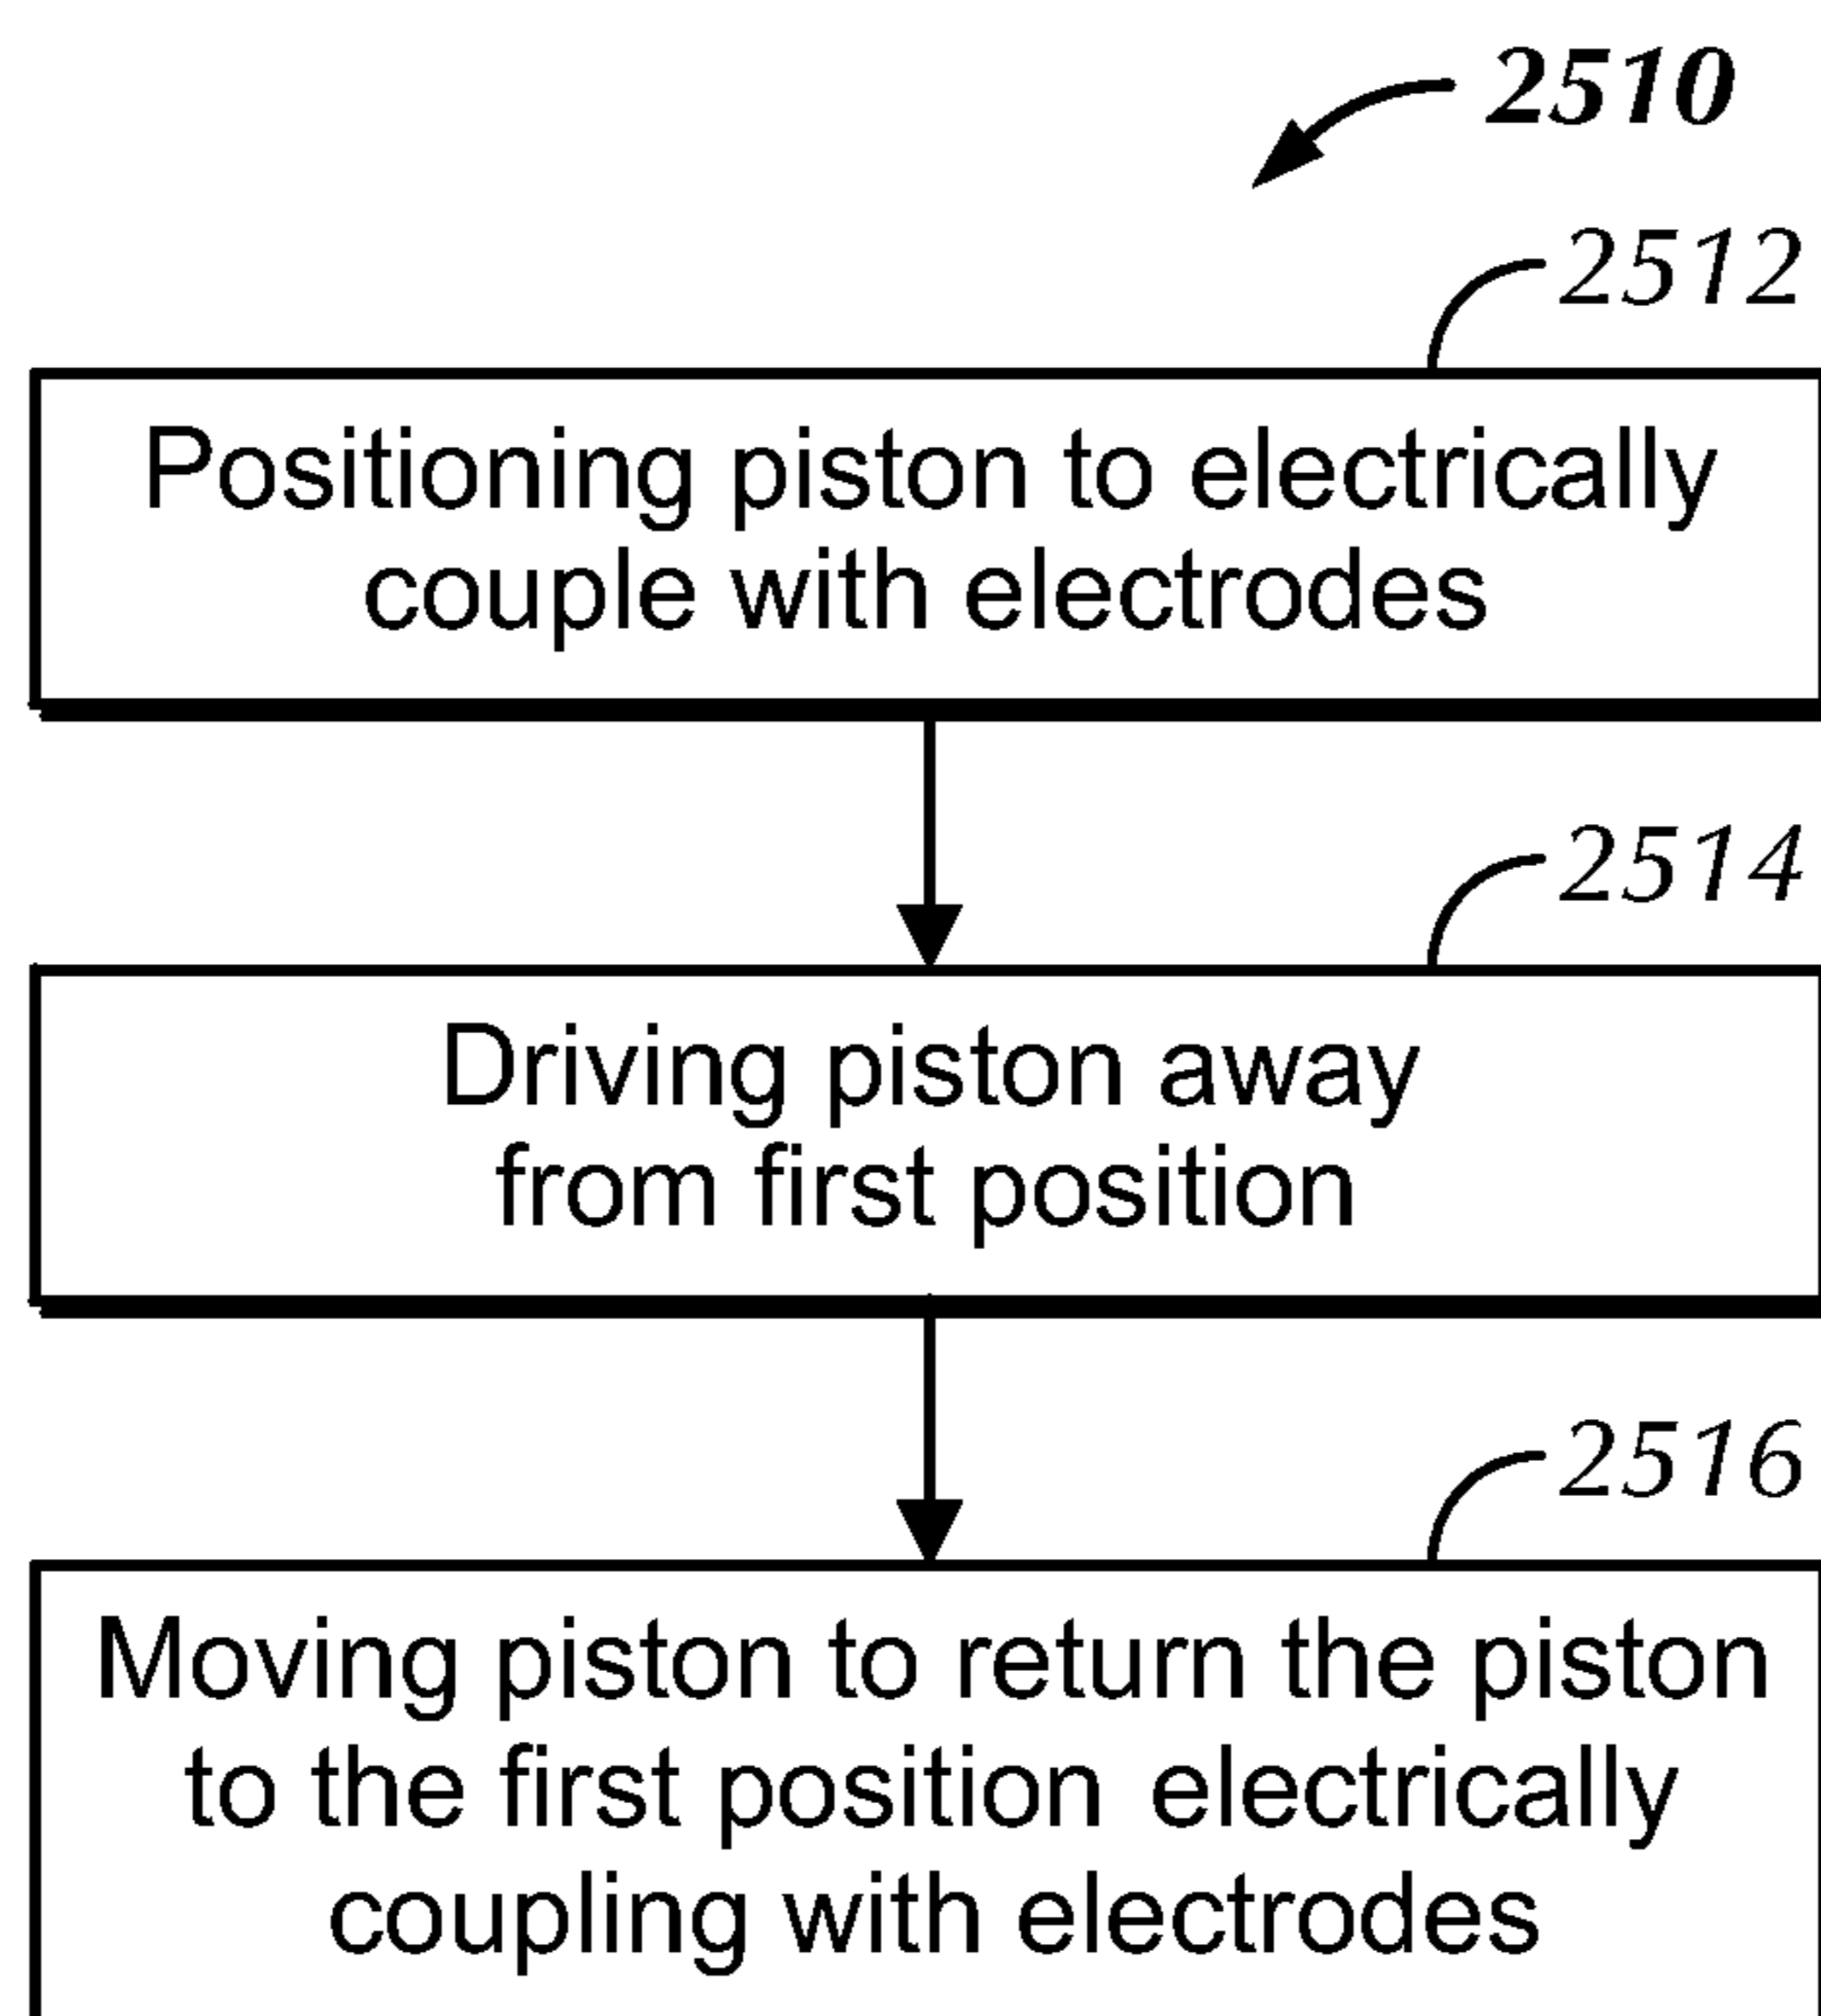 2510
2512
Positioning piston to electrically
couple with electrodes
2514
Driving piston away
from first position
2516
Moving piston to return the piston
to the first position electrically
coupling with electrodes